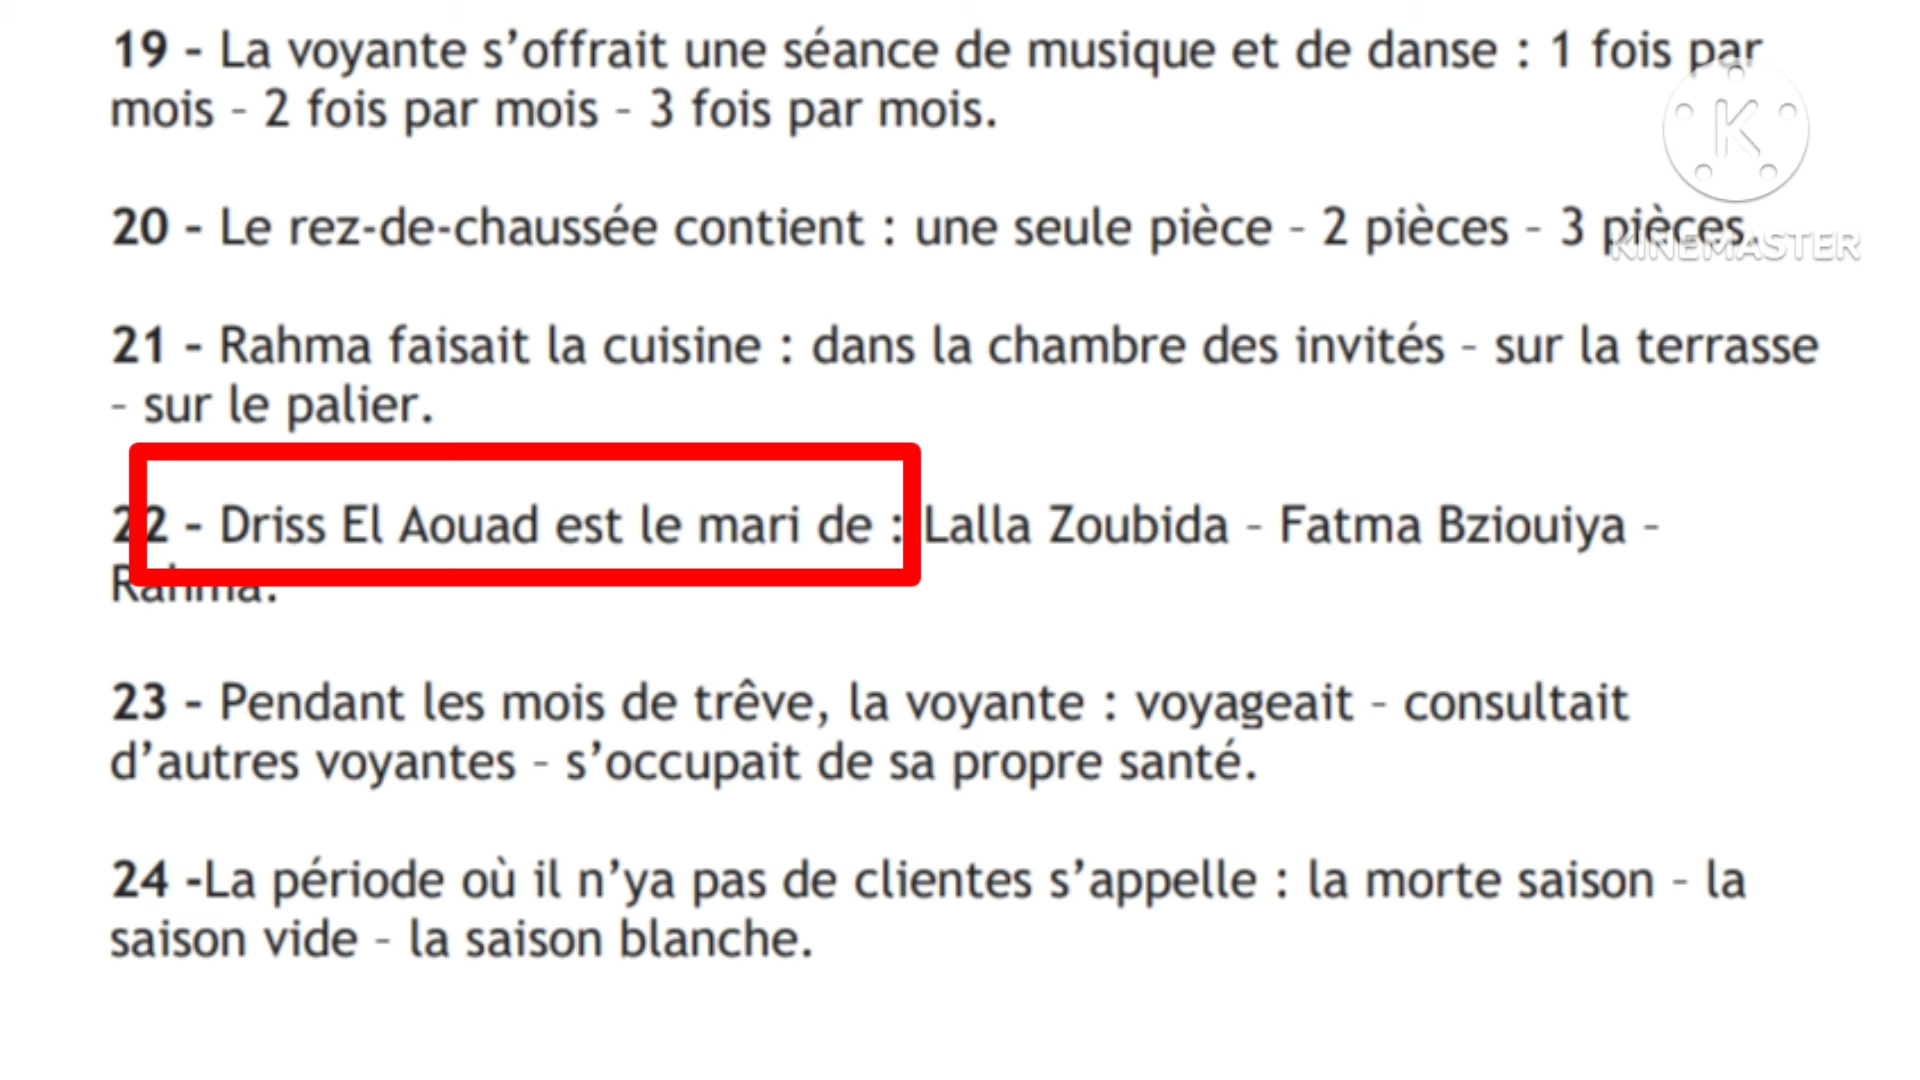 19 - La voyante s’offrait une séance de musique et de danse : 1 fois par
mois - 2 fois par mois - 3 fois par mois.
K
20 - Le rez-de-chaussée contient : une seule pièce - 2 pièces - 3 pièces.
KINEMASTER
21 - Rahma faisait la cuisine : dans la chambre des invités - sur la terrasse
- sur le palier.
22 - Driss El Aouad est le mari de : Lalla Zoubida - Fatma Bziouiya -
Rahma.
23 - Pendant les mois de trêve, la voyante : voyageait - consultait
d’autres voyantes - s’occupait de sa propre santé.
24 -La période où il n’ya pas de clientes s’appelle : la morte saison - la
saison vide - la saison blanche.